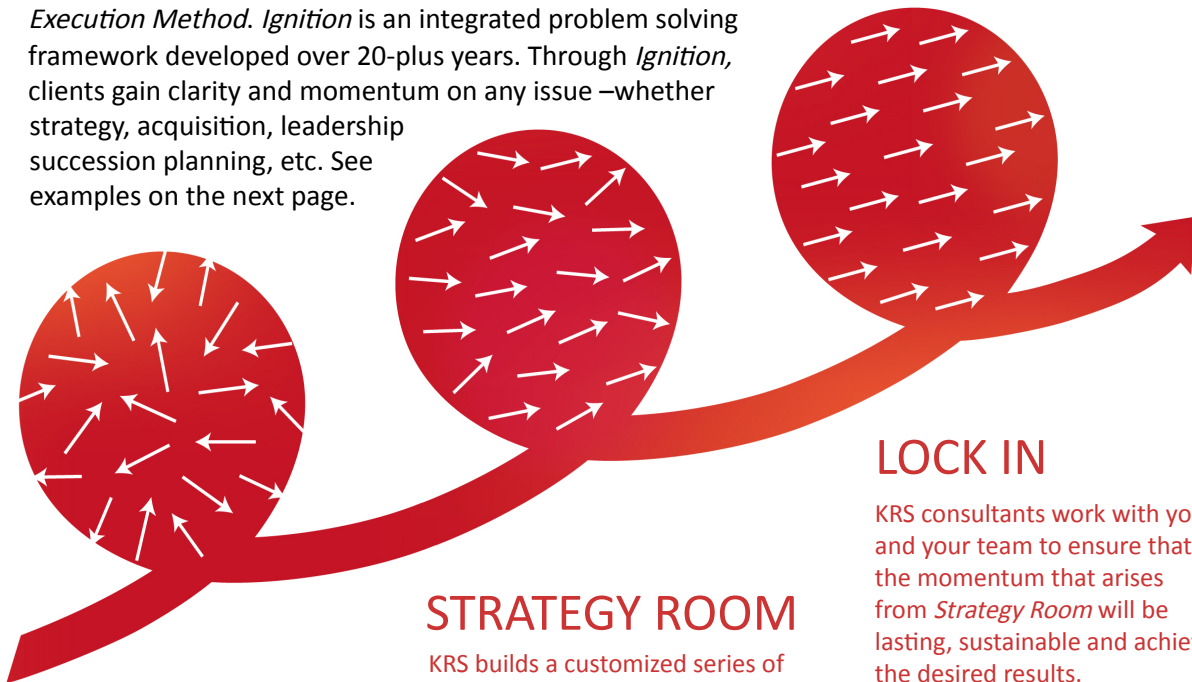 Execution Method. Ignition is an integrated problem solving
framework developed over 20-plus years. Through Ignition,
clients gain clarity and momentum on any issue –whether
strategy, acquisition, leadership
succession planning, etc. See
examples on the next page.
STRATEGY ROOM
KRS builds a customized series of
LOCK IN
KRS consultants work with yo
and your team to ensure that
the momentum that arises
from Strategy Room will be
lasting, sustainable and achie
the desired results.